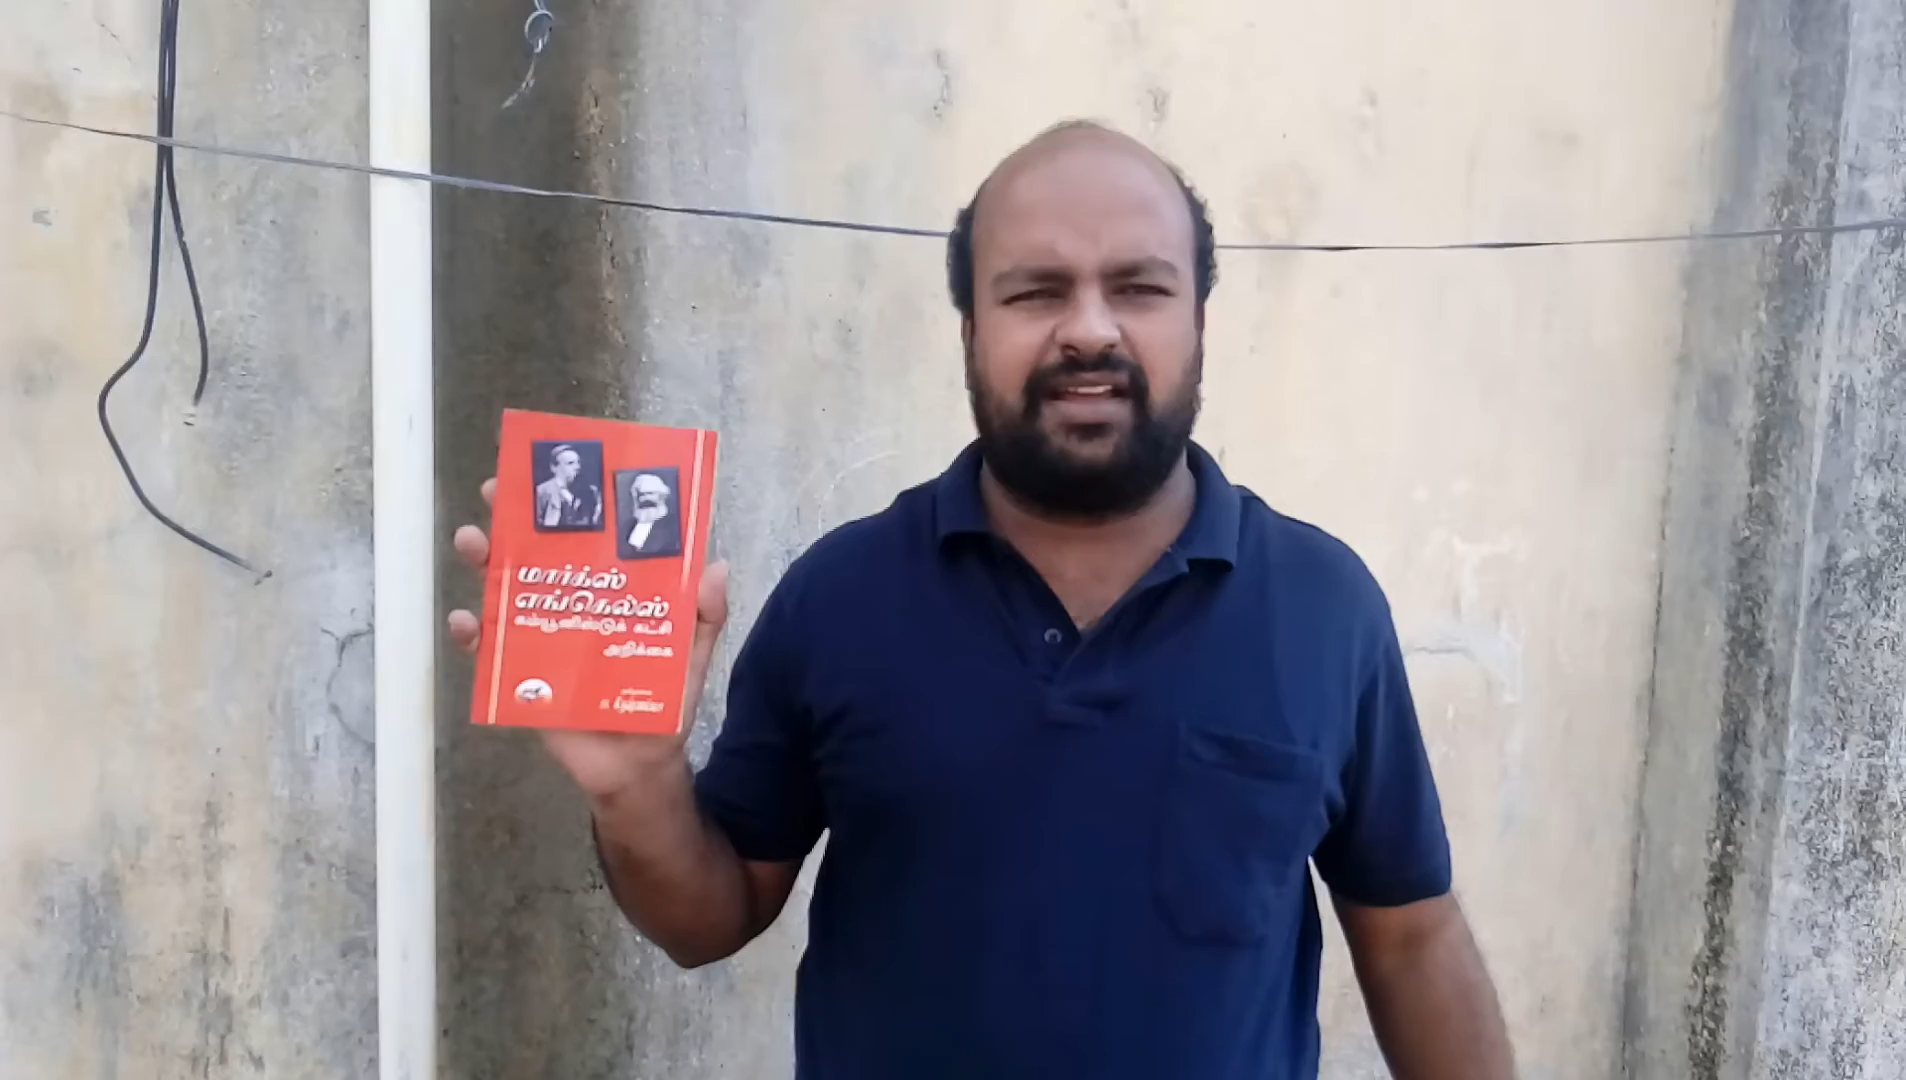 மார்க்ஸ்
எங்கெல்ஸ்
கம்யூனிஸ்டுக் கட்சி
அறிக்கை